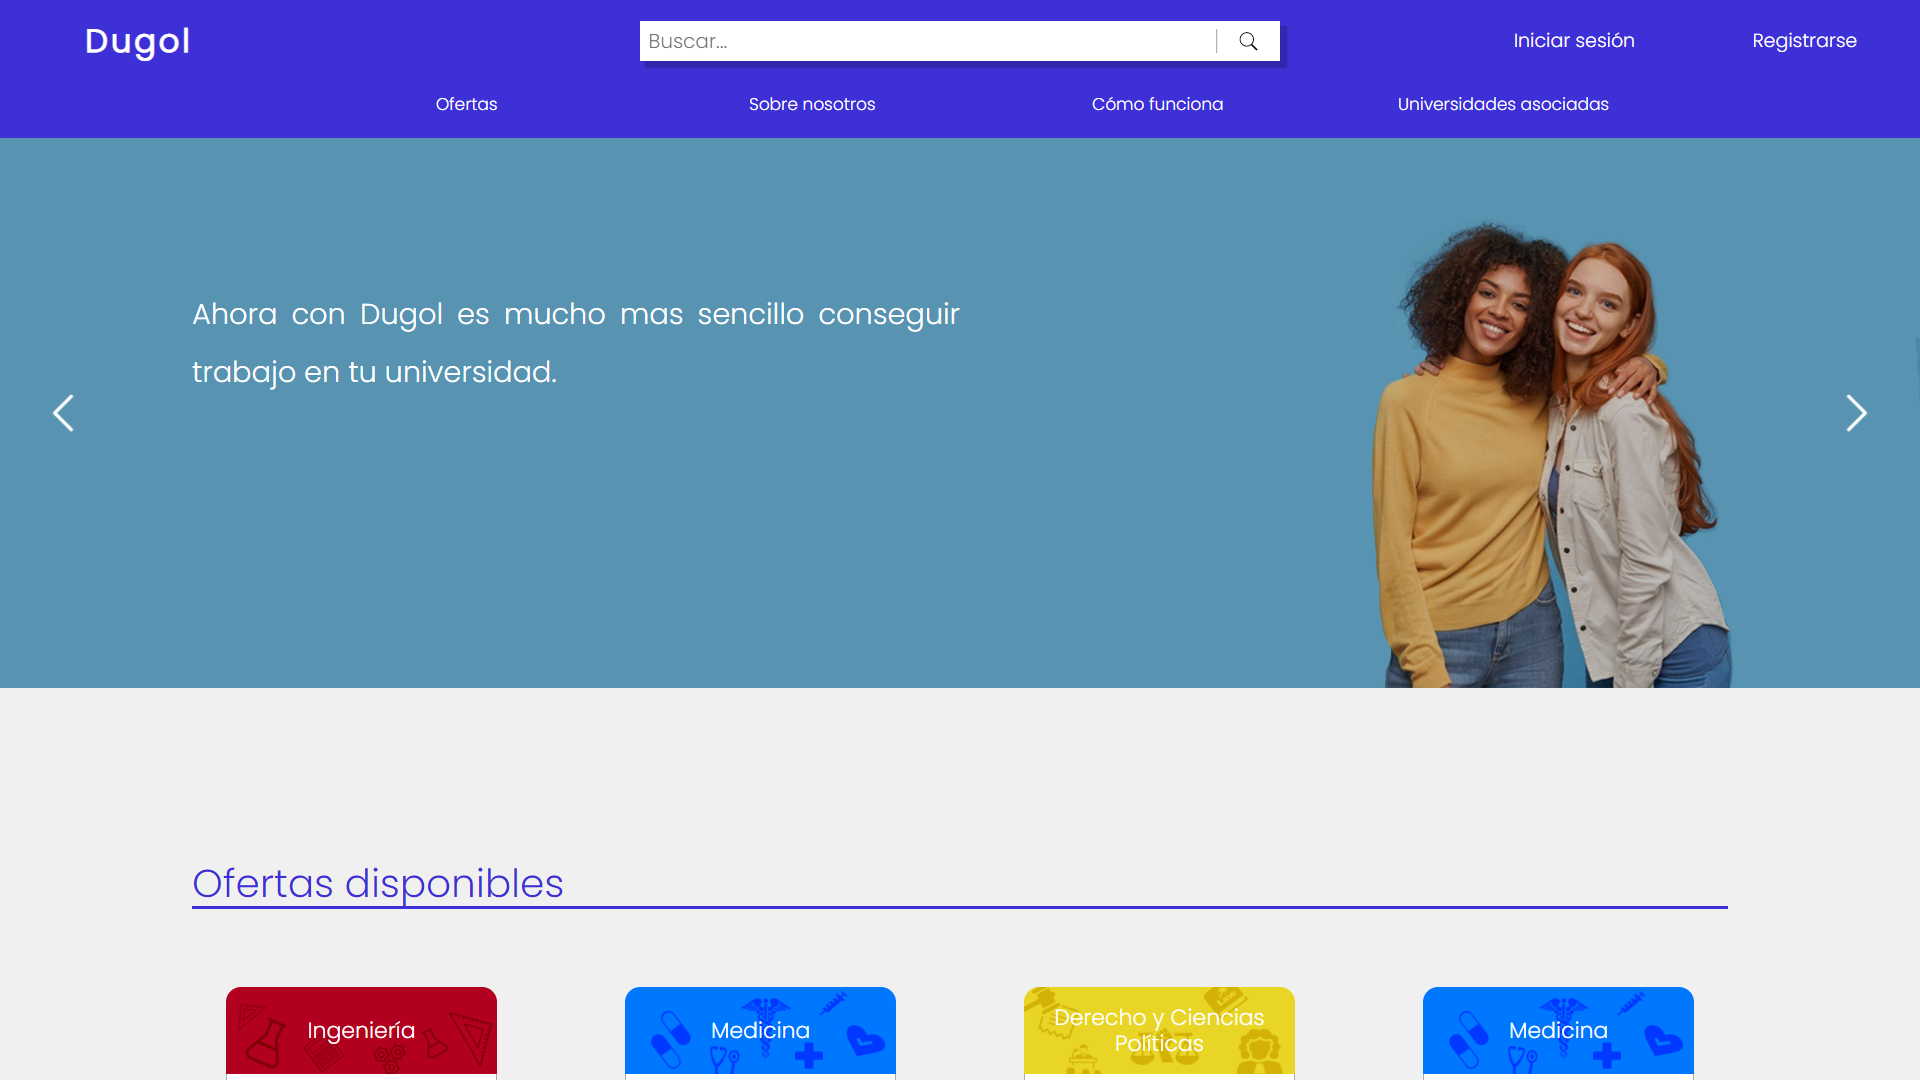 Dugol
Buscar...
Iniciar sesión
Registrarse
Ofertas
Sobre nosotros
Cómo funciona
Universidades asociadas
Ahora con Dugol es mucho mas sencillo conseguir
trabajo en tu universidad.
Ofertas disponibles
Ingeniería
Medicina
Derecho y Ciencias
Políticas
Medicina